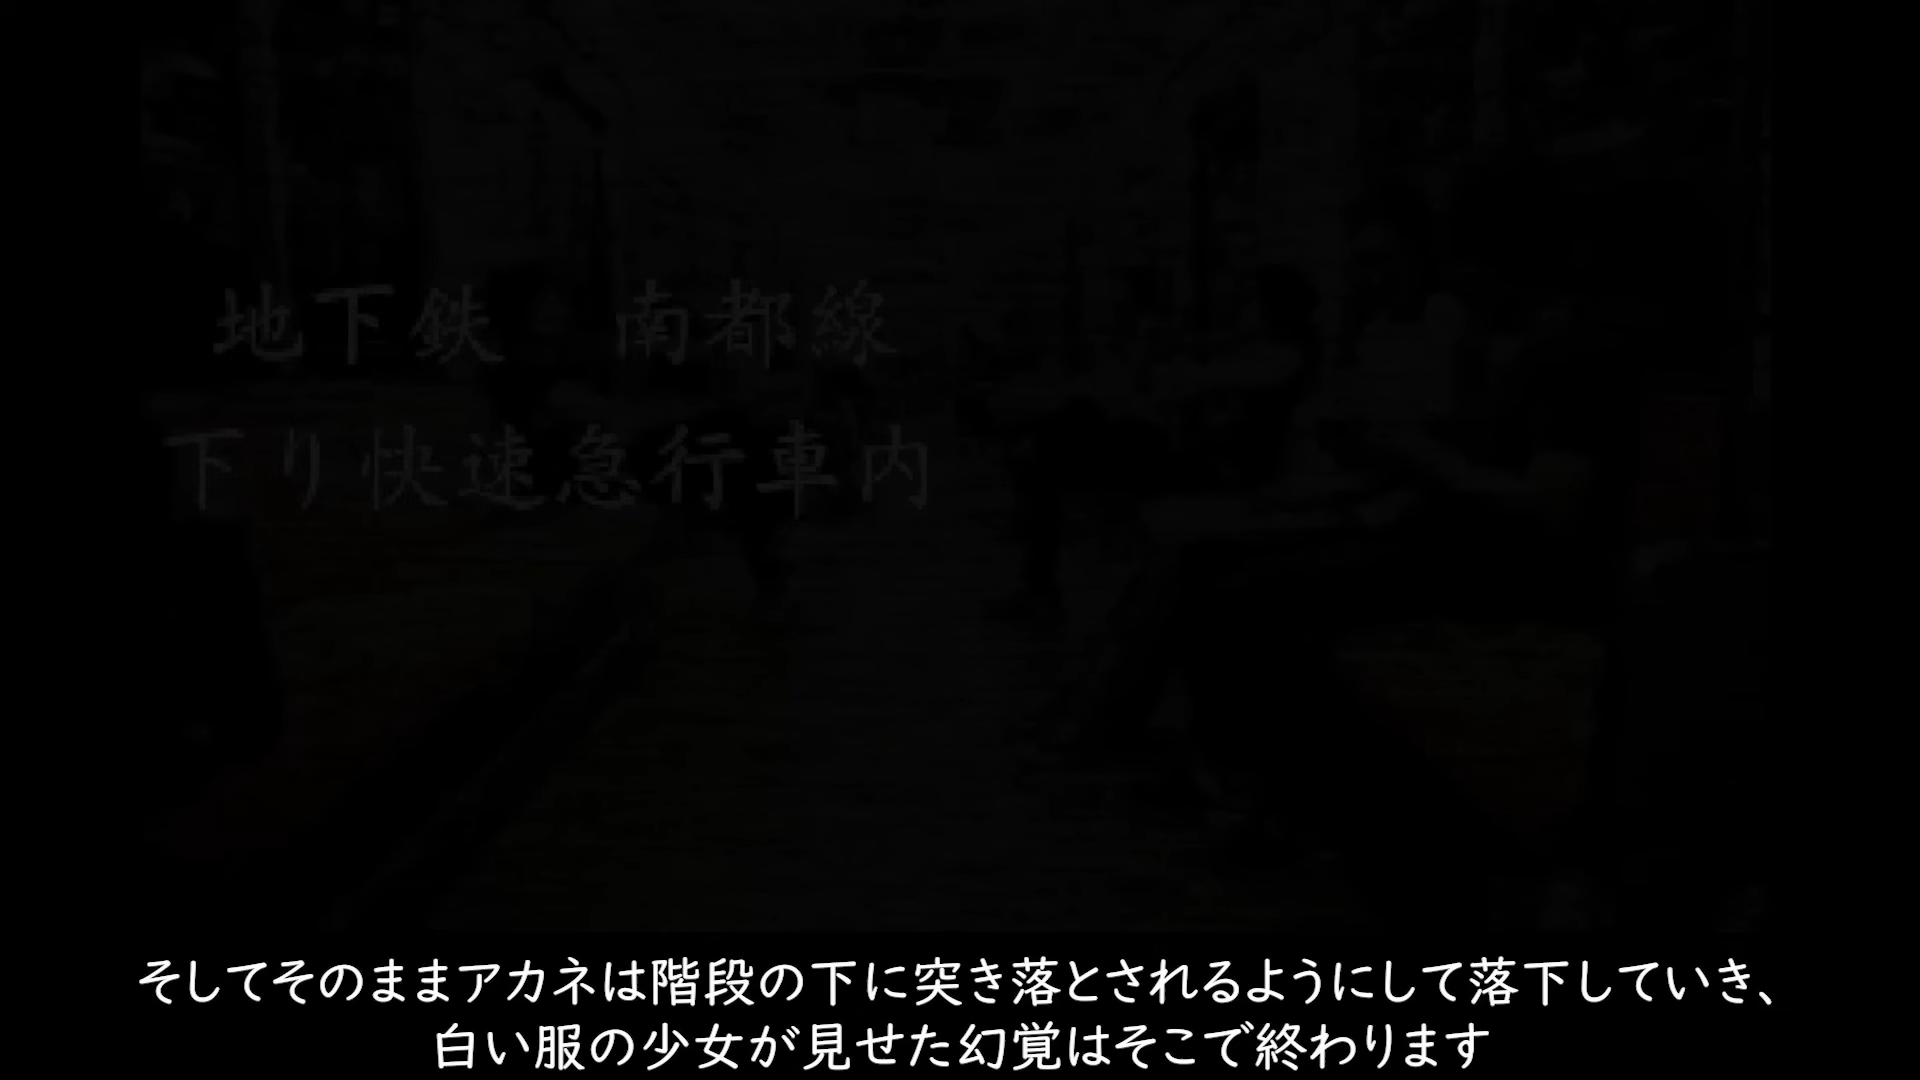 地下鉄　南都線
下り快速急行車内
そしてそのままアカネは階段の下に突き落とされるようにして落下していき、
白い服の少女が見せた幻覚はそこで終わります